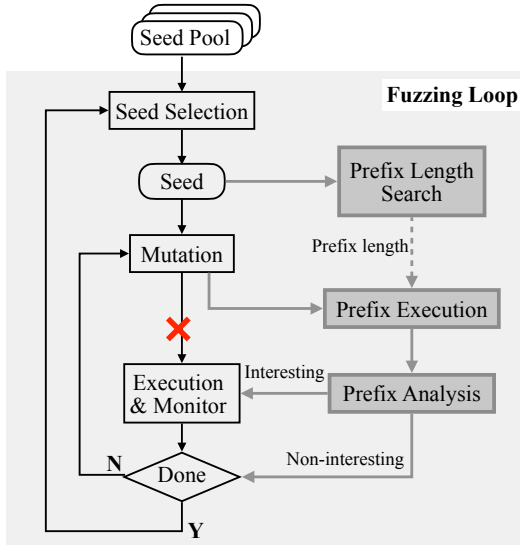 Seed Pool
Fuzzing Loop
Seed Selection
Seed
Prefix Length
Search
Prefix length
Mutation
Prefix Execution
Interesting
Execution
& Monitor
Prefix Analysis
N
Done
Non-interesting
Y